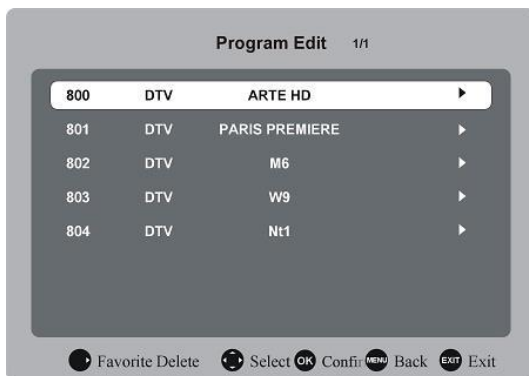 Program Edit 1/1
800 DTV ARTE HD
801 DTV PARIS PREMIERE
802 DTV M6
803 DTV W9
804 DTV Nt1
Favorite Delete Select OK Confir MENU Back EXIT Exit